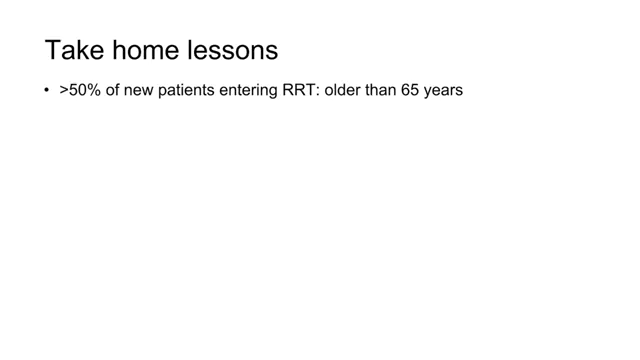 Take home lessons
• >50% of new patients entering RRT: older than 65 years